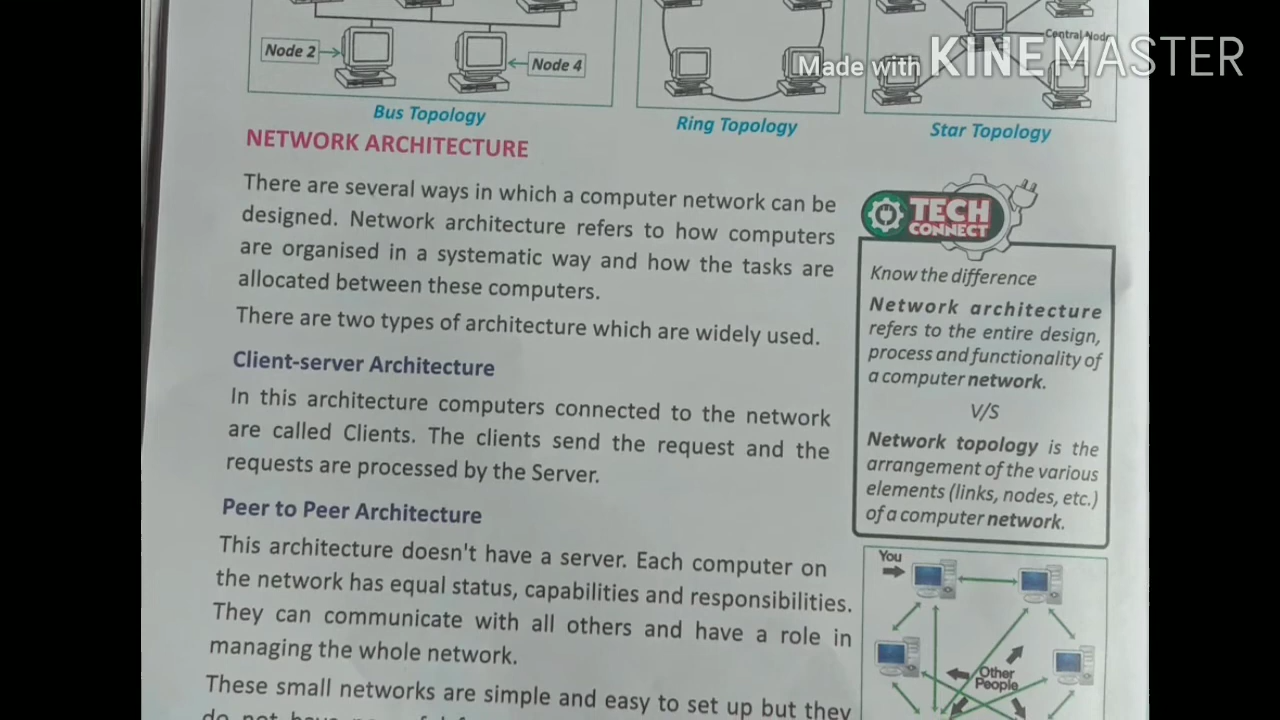 Node 2
Node 4
Central Node
Made with KINEMASTER
Bus Topology
Ring Topology
Star Topology
NETWORK ARCHITECTURE
There are several ways in which a computer network can be
designed. Network architecture refers to how computers
are organised in a systematic way and how the tasks are
allocated between these computers.
There are two types of architecture which are widely used.
Client-server Architecture
In this architecture computers connected to the network
are called Clients. The clients send the request and the
requests are processed by the Server.
Peer to Peer Architecture
This architecture doesn't have a server. Each computer on
the network has equal status, capabilities and responsibilities.
They can communicate with all others and have a role in
managing the whole network.
These small networks are simple and easy to set up but they
do not have
TECH
CONNECT
Know the difference
Network architecture
refers to the entire design,
process and functionality of
a computer network.
V/S
Network topology is the
arrangement of the various
elements (links, nodes, etc.)
of a computer network.
You
Other
People